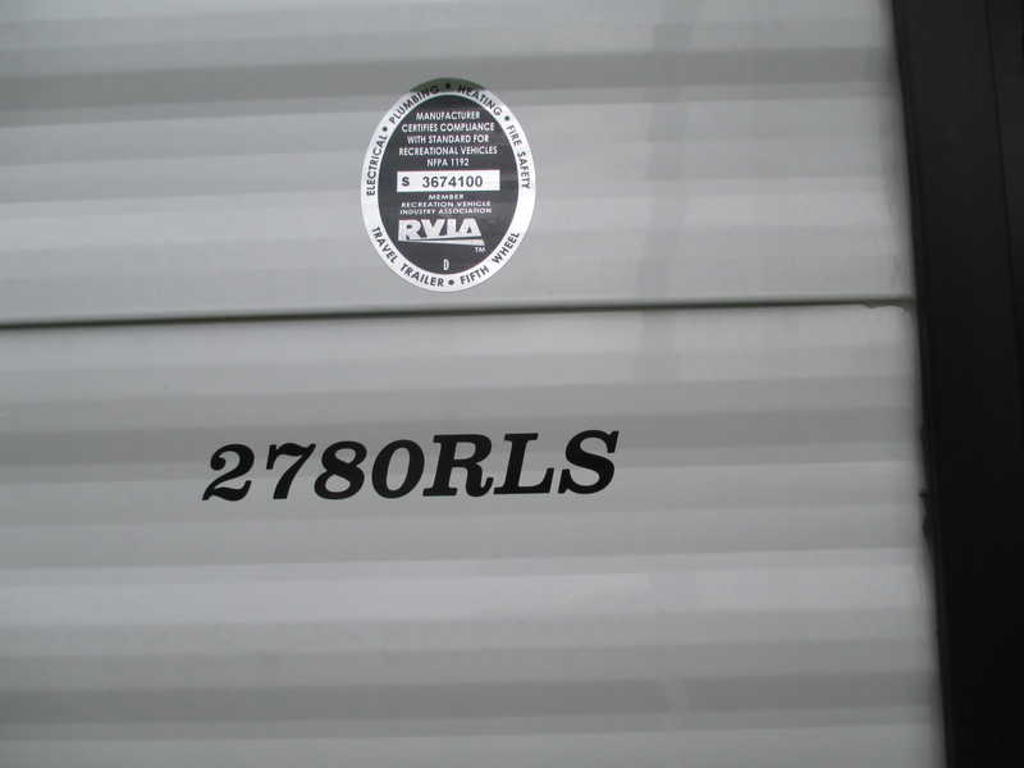 ELECTRICAL • PLUMBING • HEATING • FIRE SAFETY
MANUFACTURER
CERTIFIES COMPLIANCE
WITH STANDARD FOR
RECREATIONAL VEHICLES
NFPA 1192
S 3674100
MEMBER
RECREATION VEHICLE
INDUSTRY ASSOCIATION
RVIA
TM
D
TRAVEL TRAILER • FIFTH WHEEL
2780RLS